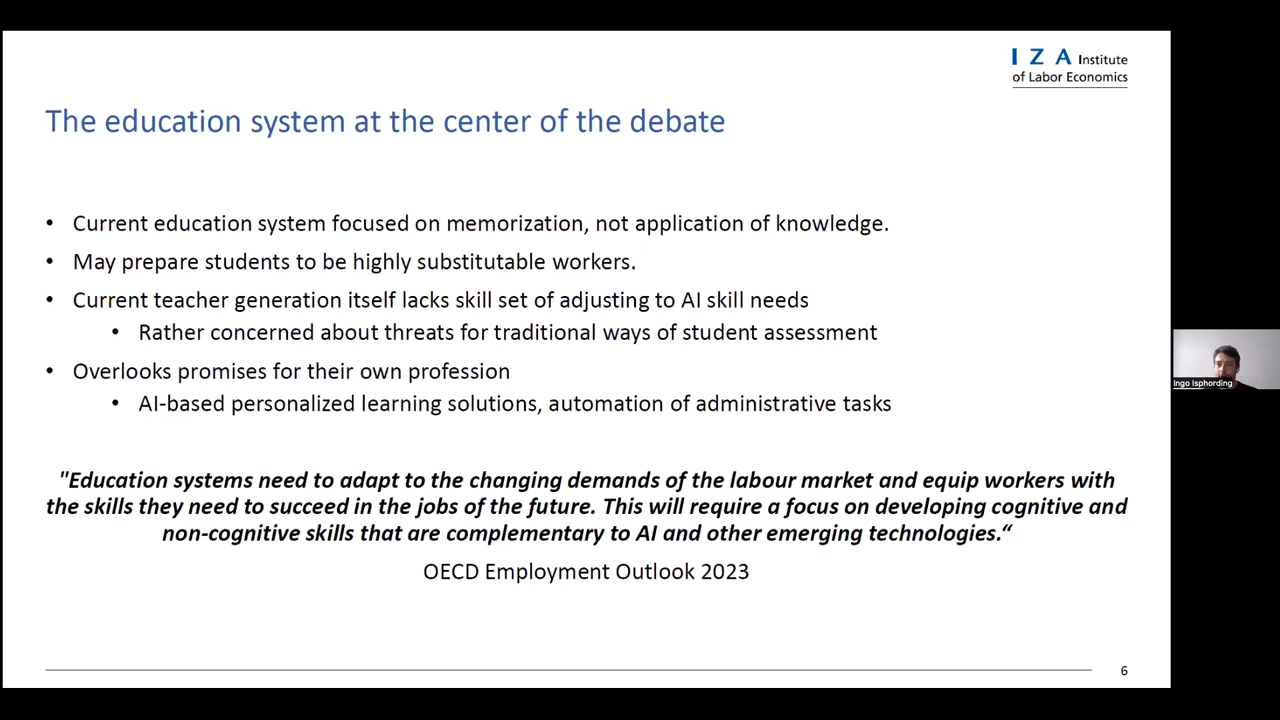 I Z A Institute
of Labor Economics
The education system at the center of the debate
• Current education system focused on memorization, not application of knowledge.
• May prepare students to be highly substitutable workers.
• Current teacher generation itself lacks skill set of adjusting to AI skill needs
• Rather concerned about threats for traditional ways of student assessment
• Overlooks promises for their own profession
• AI-based personalized learning solutions, automation of administrative tasks
"Education systems need to adapt to the changing demands of the labour market and equip workers with
the skills they need to succeed in the jobs of the future. This will require a focus on developing cognitive and
non-cognitive skills that are complementary to AI and other emerging technologies.“
OECD Employment Outlook 2023
6
Ingo Isphording